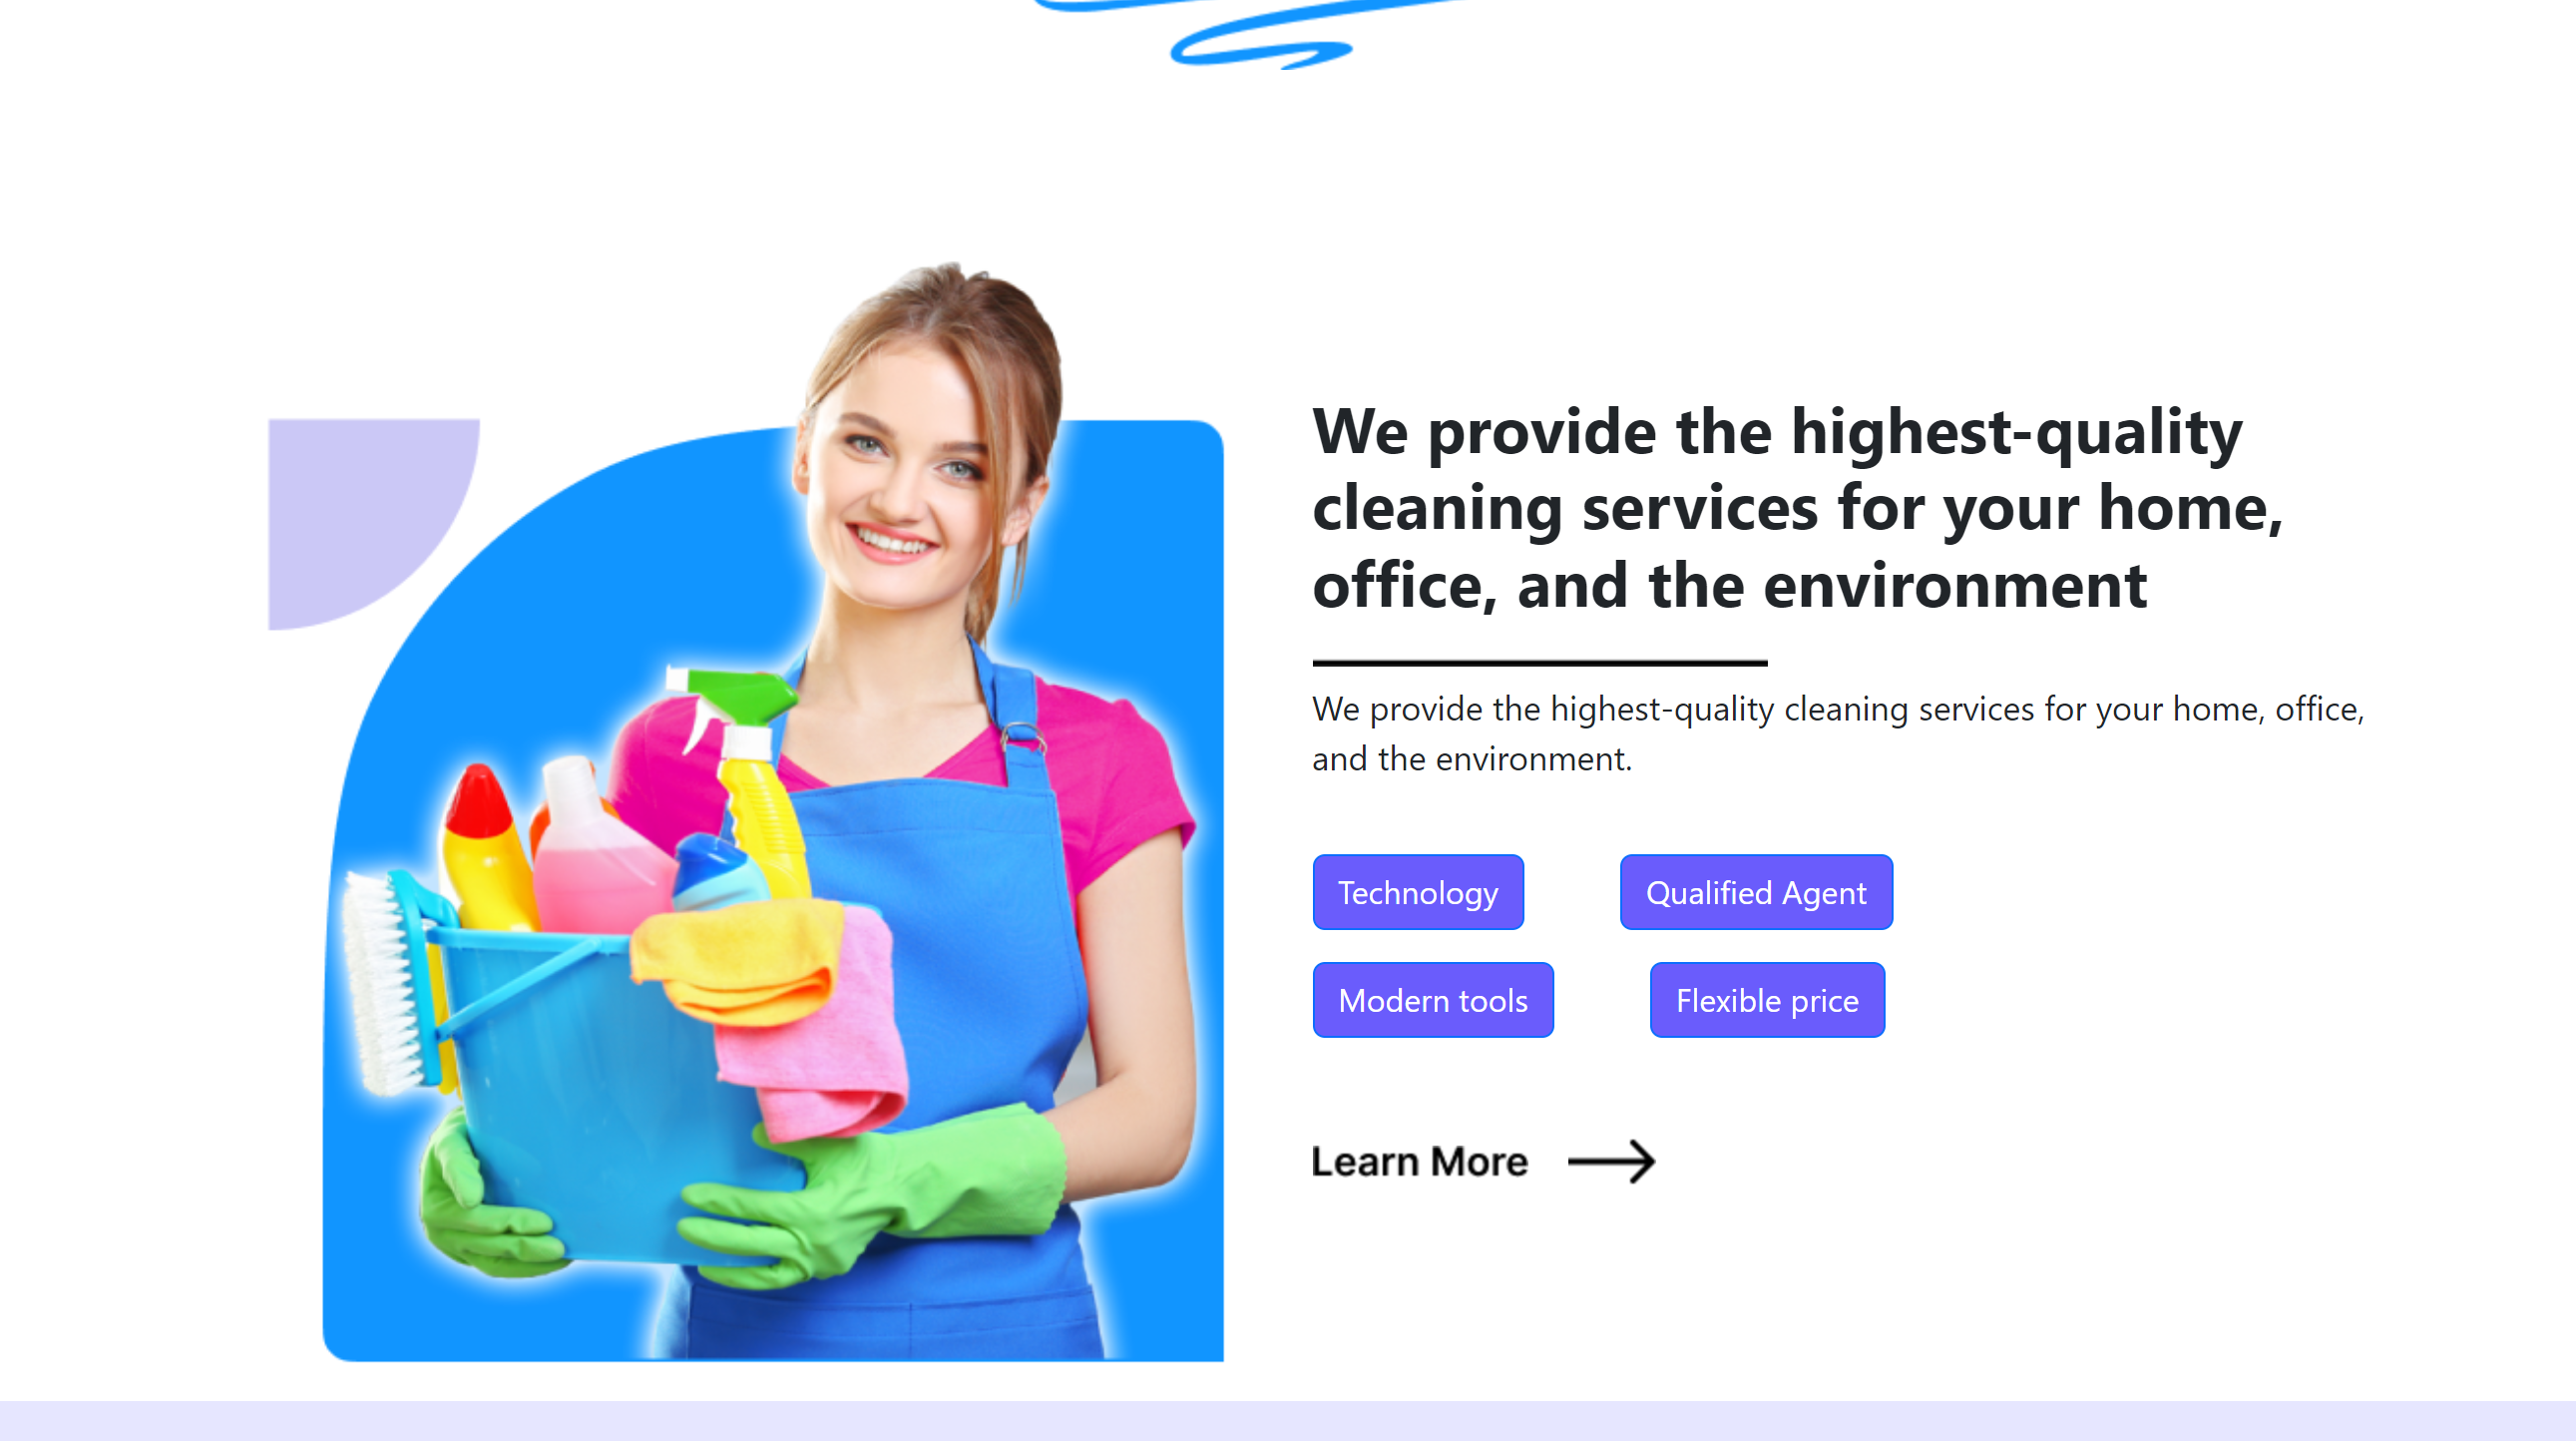 We provide the highest-quality
cleaning services for your home,
office, and the environment
We provide the highest-quality cleaning services for your home, office,
and the environment.
Technology
Qualified Agent
Modern tools
Flexible price
Learn More